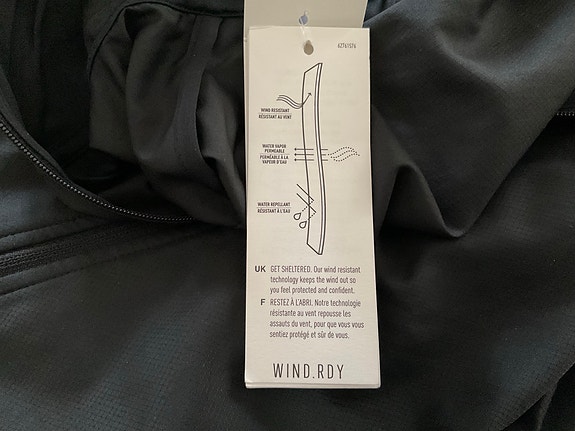 62761576
WIND RESISTANT
RÉSISTANT AU VENT
WATER VAPOR
PERMEABLE
PERMÉABLE À LA
VAPEUR D'EAU
WATER REPELLANT
RÉSISTANT À L'EAU
UK GET SHELTERED. Our wind resistant
technology keeps the wind out so
you feel protected and confident.
F RESTEZ À L'ABRI. Notre technologie
résistante au vent repousse les
assauts du vent, pour que vous vous
sentiez protégé et sûr de vous.
WIND.RDY